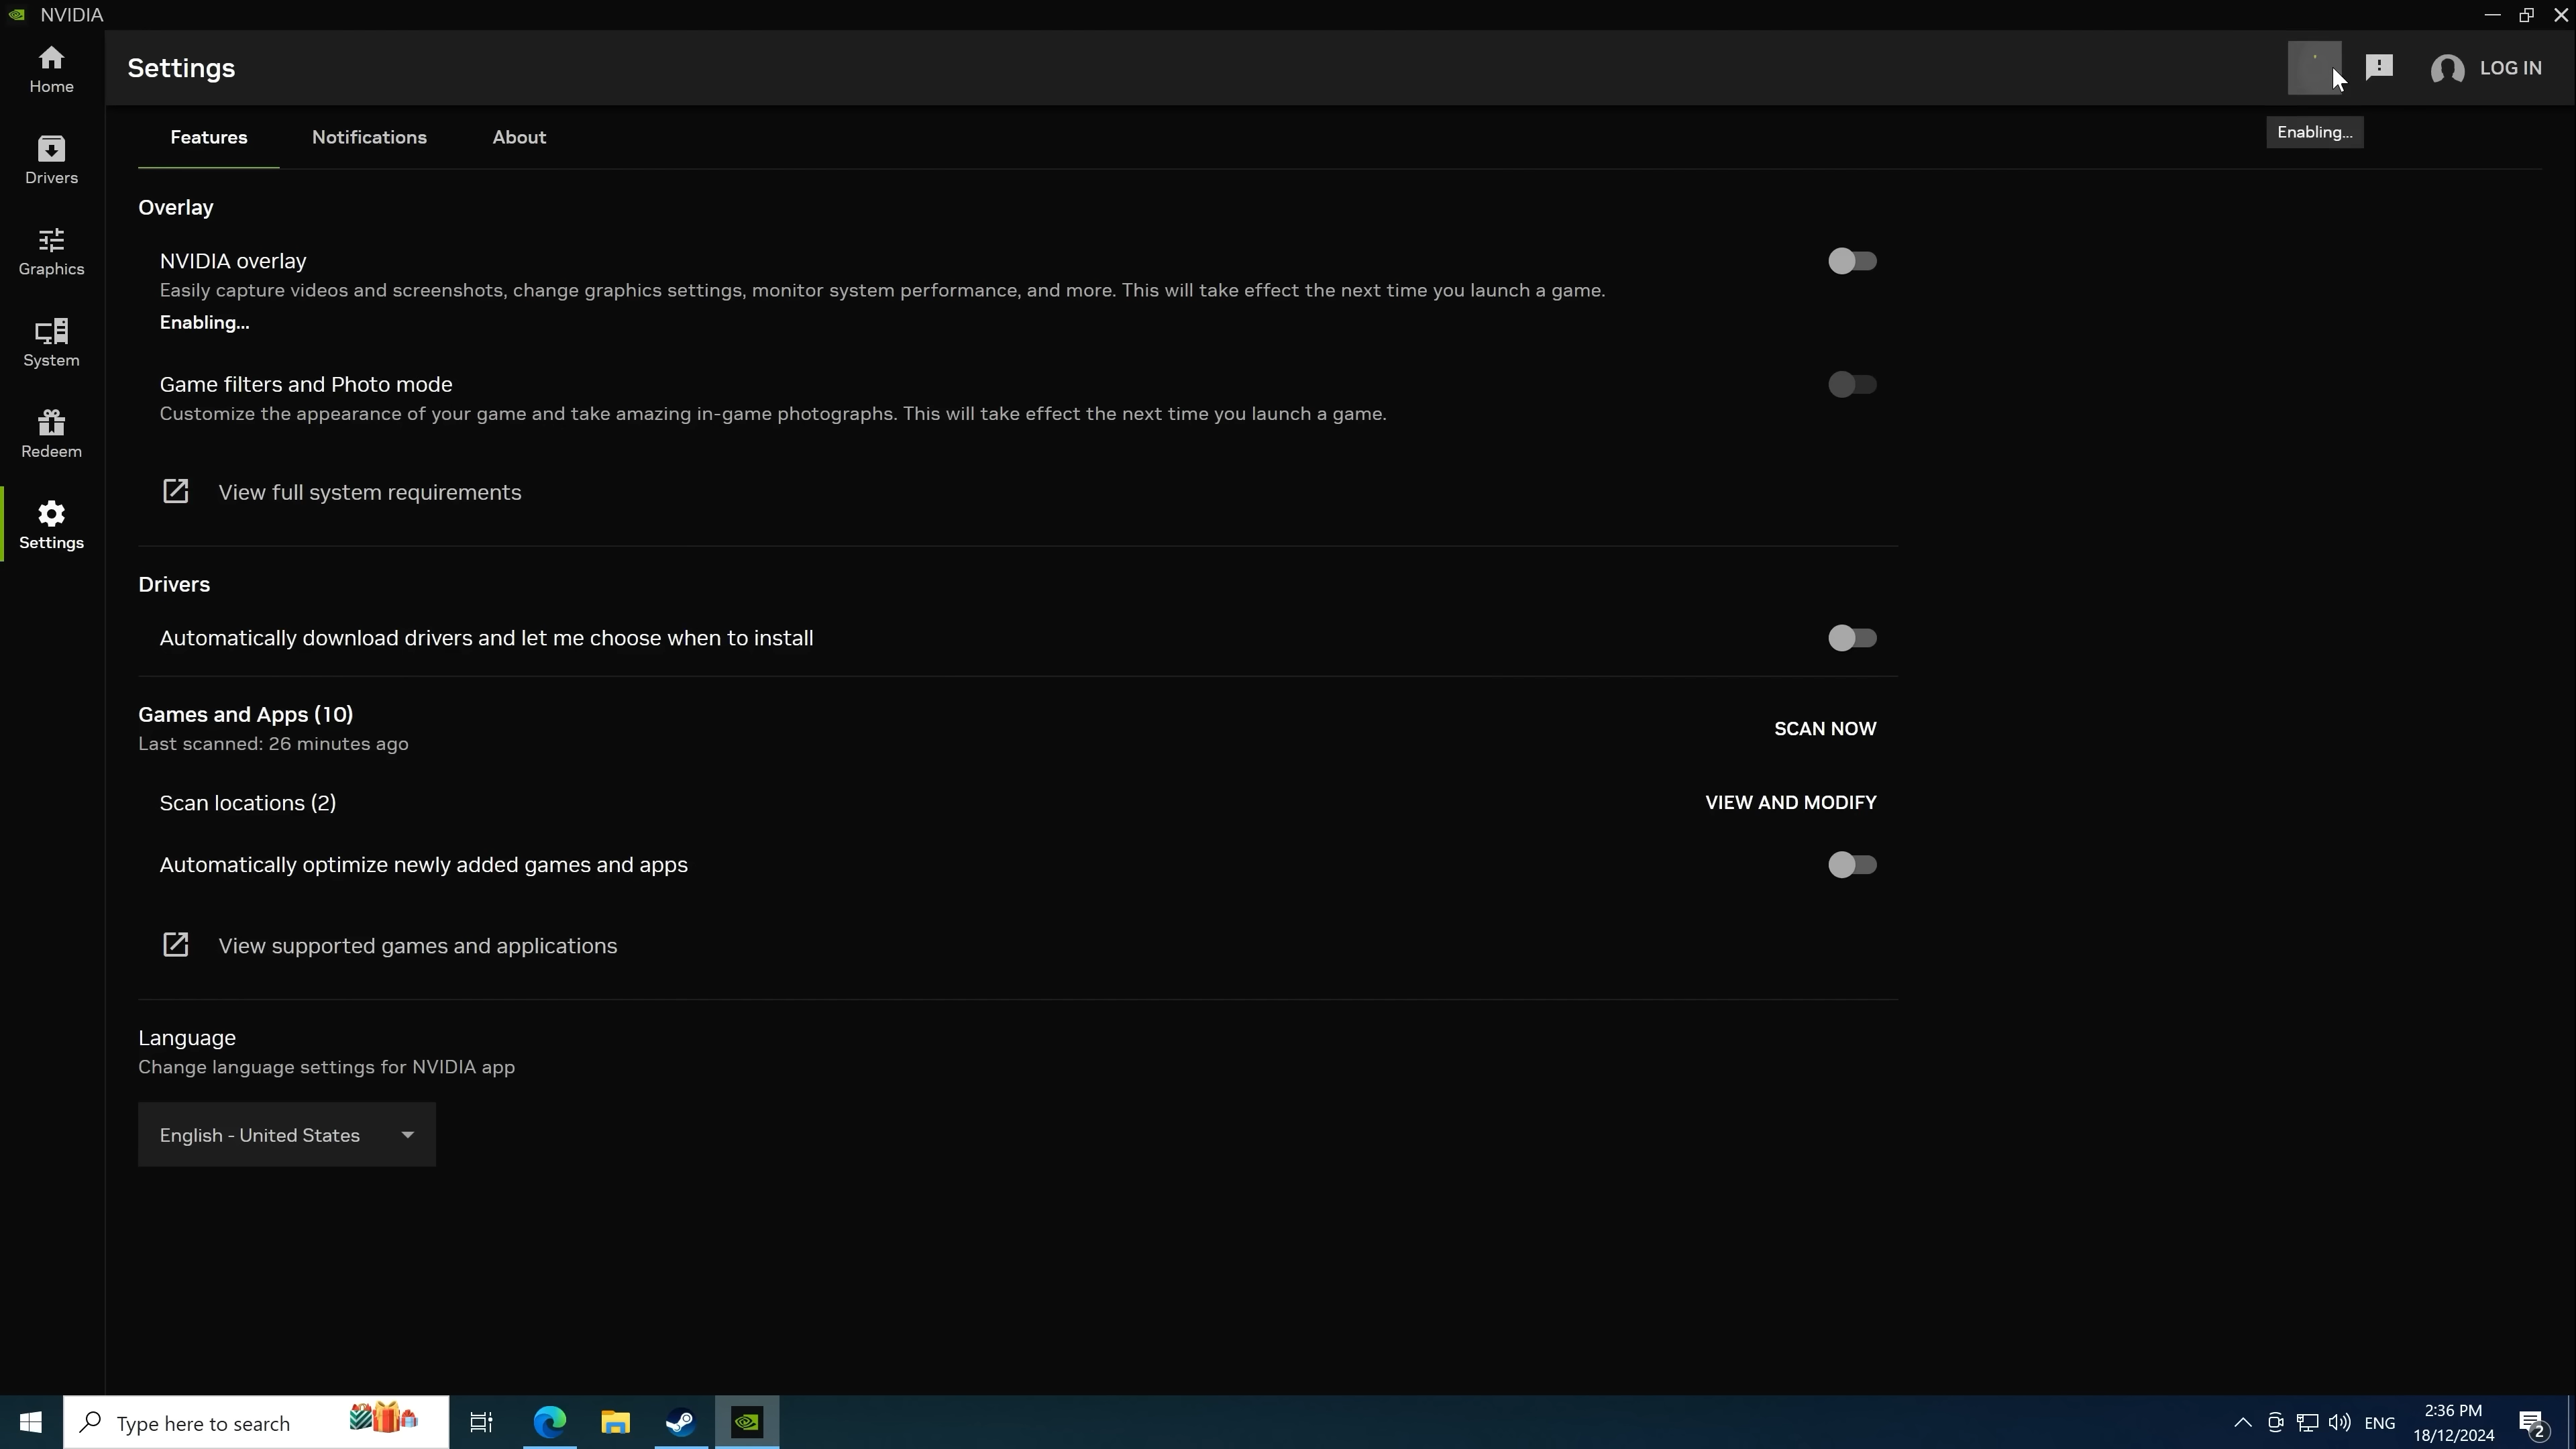 NVIDIA
Home
Drivers
Graphics
System
Redeem
Settings
Settings
LOG IN
Enabling...
Features
Notifications
About
Overlay
NVIDIA overlay
Easily capture videos and screenshots, change graphics settings, monitor system performance, and more. This will take effect the next time you launch a game.
Enabling...
Game filters and Photo mode
Customize the appearance of your game and take amazing in-game photographs. This will take effect the next time you launch a game.
View full system requirements
Drivers
Automatically download drivers and let me choose when to install
Games and Apps (10)
Last scanned: 26 minutes ago
SCAN NOW
Scan locations (2)
VIEW AND MODIFY
Automatically optimize newly added games and apps
View supported games and applications
Language
Change language settings for NVIDIA app
English - United States
Type here to search
ENG
2:36 PM
18/12/2024
2